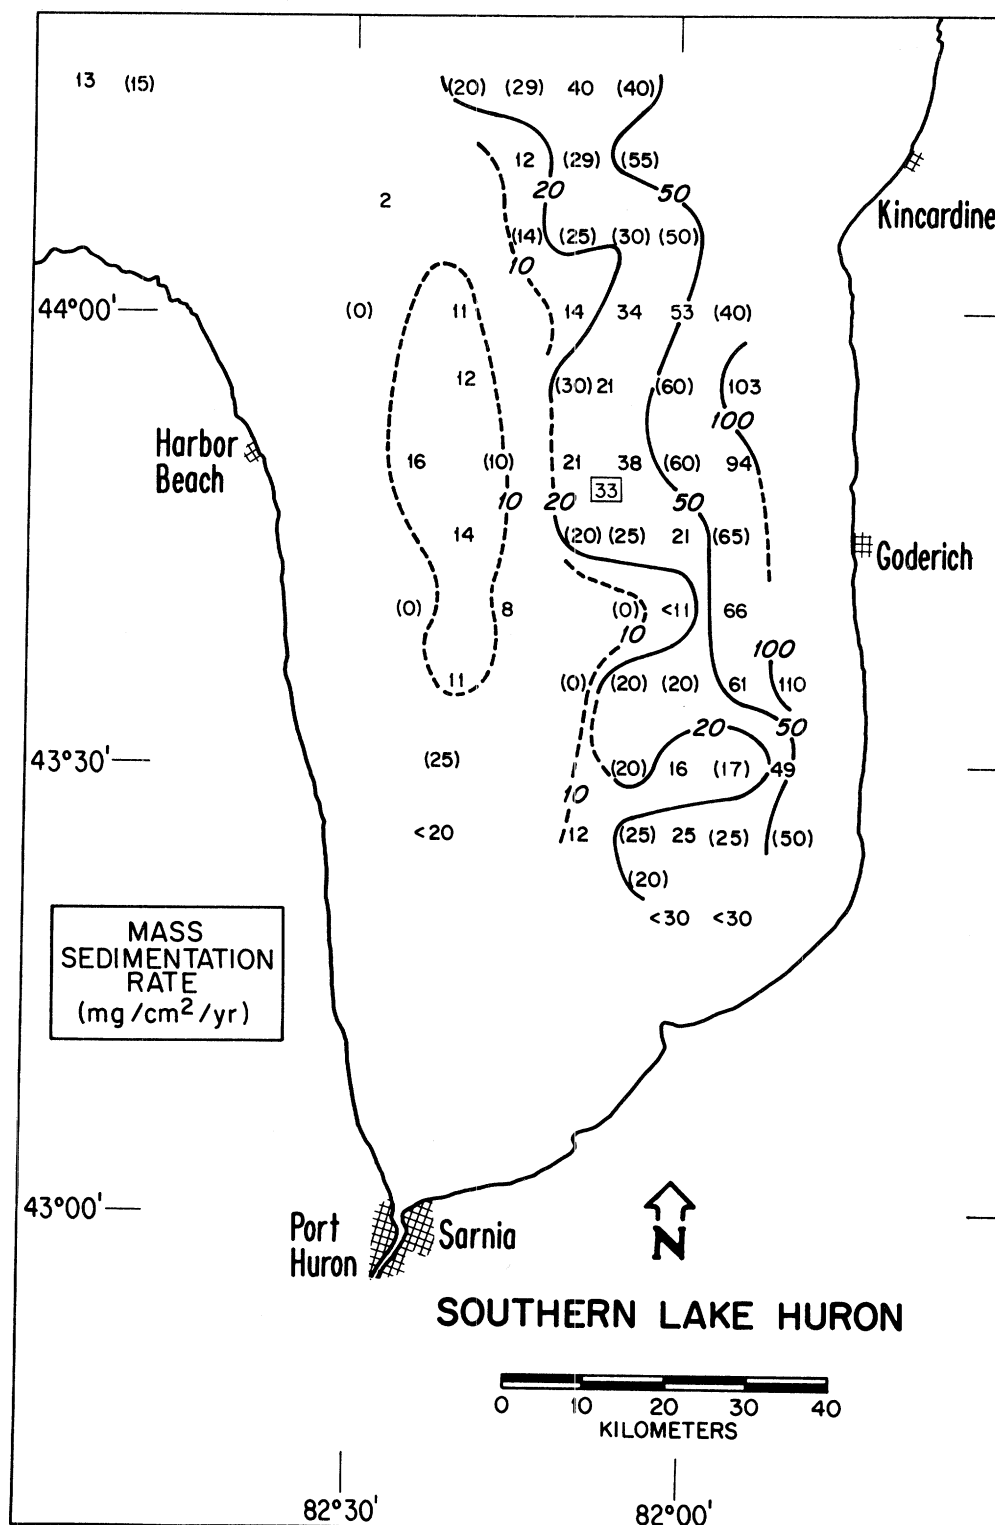 13 (15) (20) (29) 40 (40)
12 (29) (55)
20 50
2
Kincardine
(14) (25) (30) (50)
10
44°00' (0) 11 14 34 53 (40)
12 (30) 21 (60) 103
100
Harbor
Beach
16 (10) 21 38 (60) 94
33
10 20 50
14 (20) (25) 21 (65)
Goderich
(0) 8 (0) <11 66
10 100
11 (0) (20) (20) 61 110
20 50
43°30' (25) (20) 16 (17) 49
10
<20 12 (25) 25 (25) (50)
(20)
<30 <30
MASS
SEDIMENTATION
RATE
(mg/cm²/yr)
43°00'
Port
Huron
Sarnia
N
SOUTHERN LAKE HURON
0 10 20 30 40
KILOMETERS
82°30' 82°00'